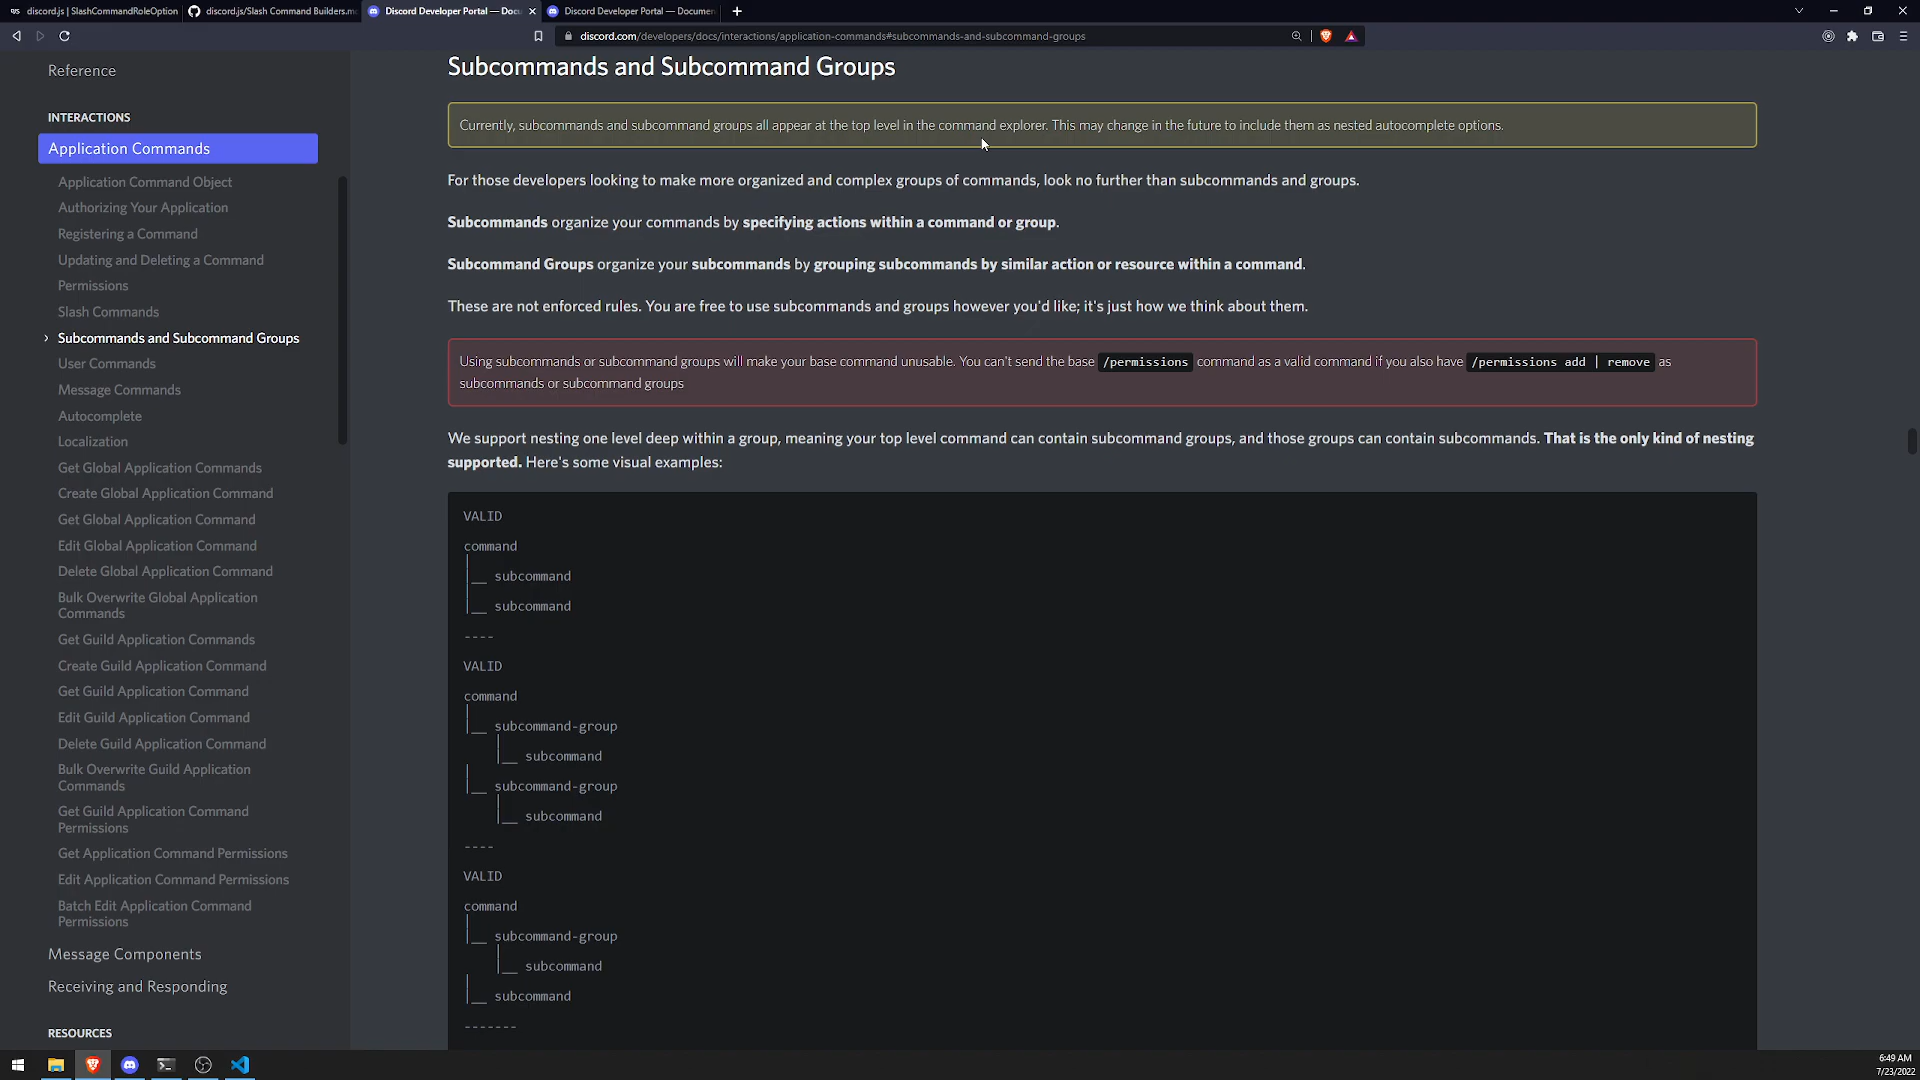 discord.js | SlashCommandRoleOption
discord.js/Slash Command Builders.m
Discord Developer Portal — Docu
Discord Developer Portal — Documen
discord.com/developers/docs/interactions/application-commands#subcommands-and-subcommand-groups
Reference
INTERACTIONS
Application Commands
Application Command Object
Authorizing Your Application
Registering a Command
Updating and Deleting a Command
Permissions
Slash Commands
Subcommands and Subcommand Groups
User Commands
Message Commands
Autocomplete
Localization
Get Global Application Commands
Create Global Application Command
Get Global Application Command
Edit Global Application Command
Delete Global Application Command
Bulk Overwrite Global Application
Commands
Get Guild Application Commands
Create Guild Application Command
Get Guild Application Command
Edit Guild Application Command
Delete Guild Application Command
Bulk Overwrite Guild Application
Commands
Get Guild Application Command
Permissions
Get Application Command Permissions
Edit Application Command Permissions
Batch Edit Application Command
Permissions
Message Components
Receiving and Responding
RESOURCES
Subcommands and Subcommand Groups
Currently, subcommands and subcommand groups all appear at the top level in the command explorer. This may change in the future to include them as nested autocomplete options.
For those developers looking to make more organized and complex groups of commands, look no further than subcommands and groups.
Subcommands organize your commands by specifying actions within a command or group.
Subcommand Groups organize your subcommands by grouping subcommands by similar action or resource within a command.
These are not enforced rules. You are free to use subcommands and groups however you'd like; it's just how we think about them.
Using subcommands or subcommand groups will make your base command unusable. You can't send the base /permissions command as a valid command if you also have /permissions add | remove as
subcommands or subcommand groups
We support nesting one level deep within a group, meaning your top level command can contain subcommand groups, and those groups can contain subcommands. That is the only kind of nesting
supported. Here's some visual examples:
VALID
command
|
|__ subcommand
|
|__ subcommand
----
VALID
command
|
|__ subcommand-group
|
|__ subcommand
|
|__ subcommand-group
|
|__ subcommand
----
VALID
command
|
|__ subcommand-group
|
|__ subcommand
|
|__ subcommand
-------
6:49 AM
7/23/2022